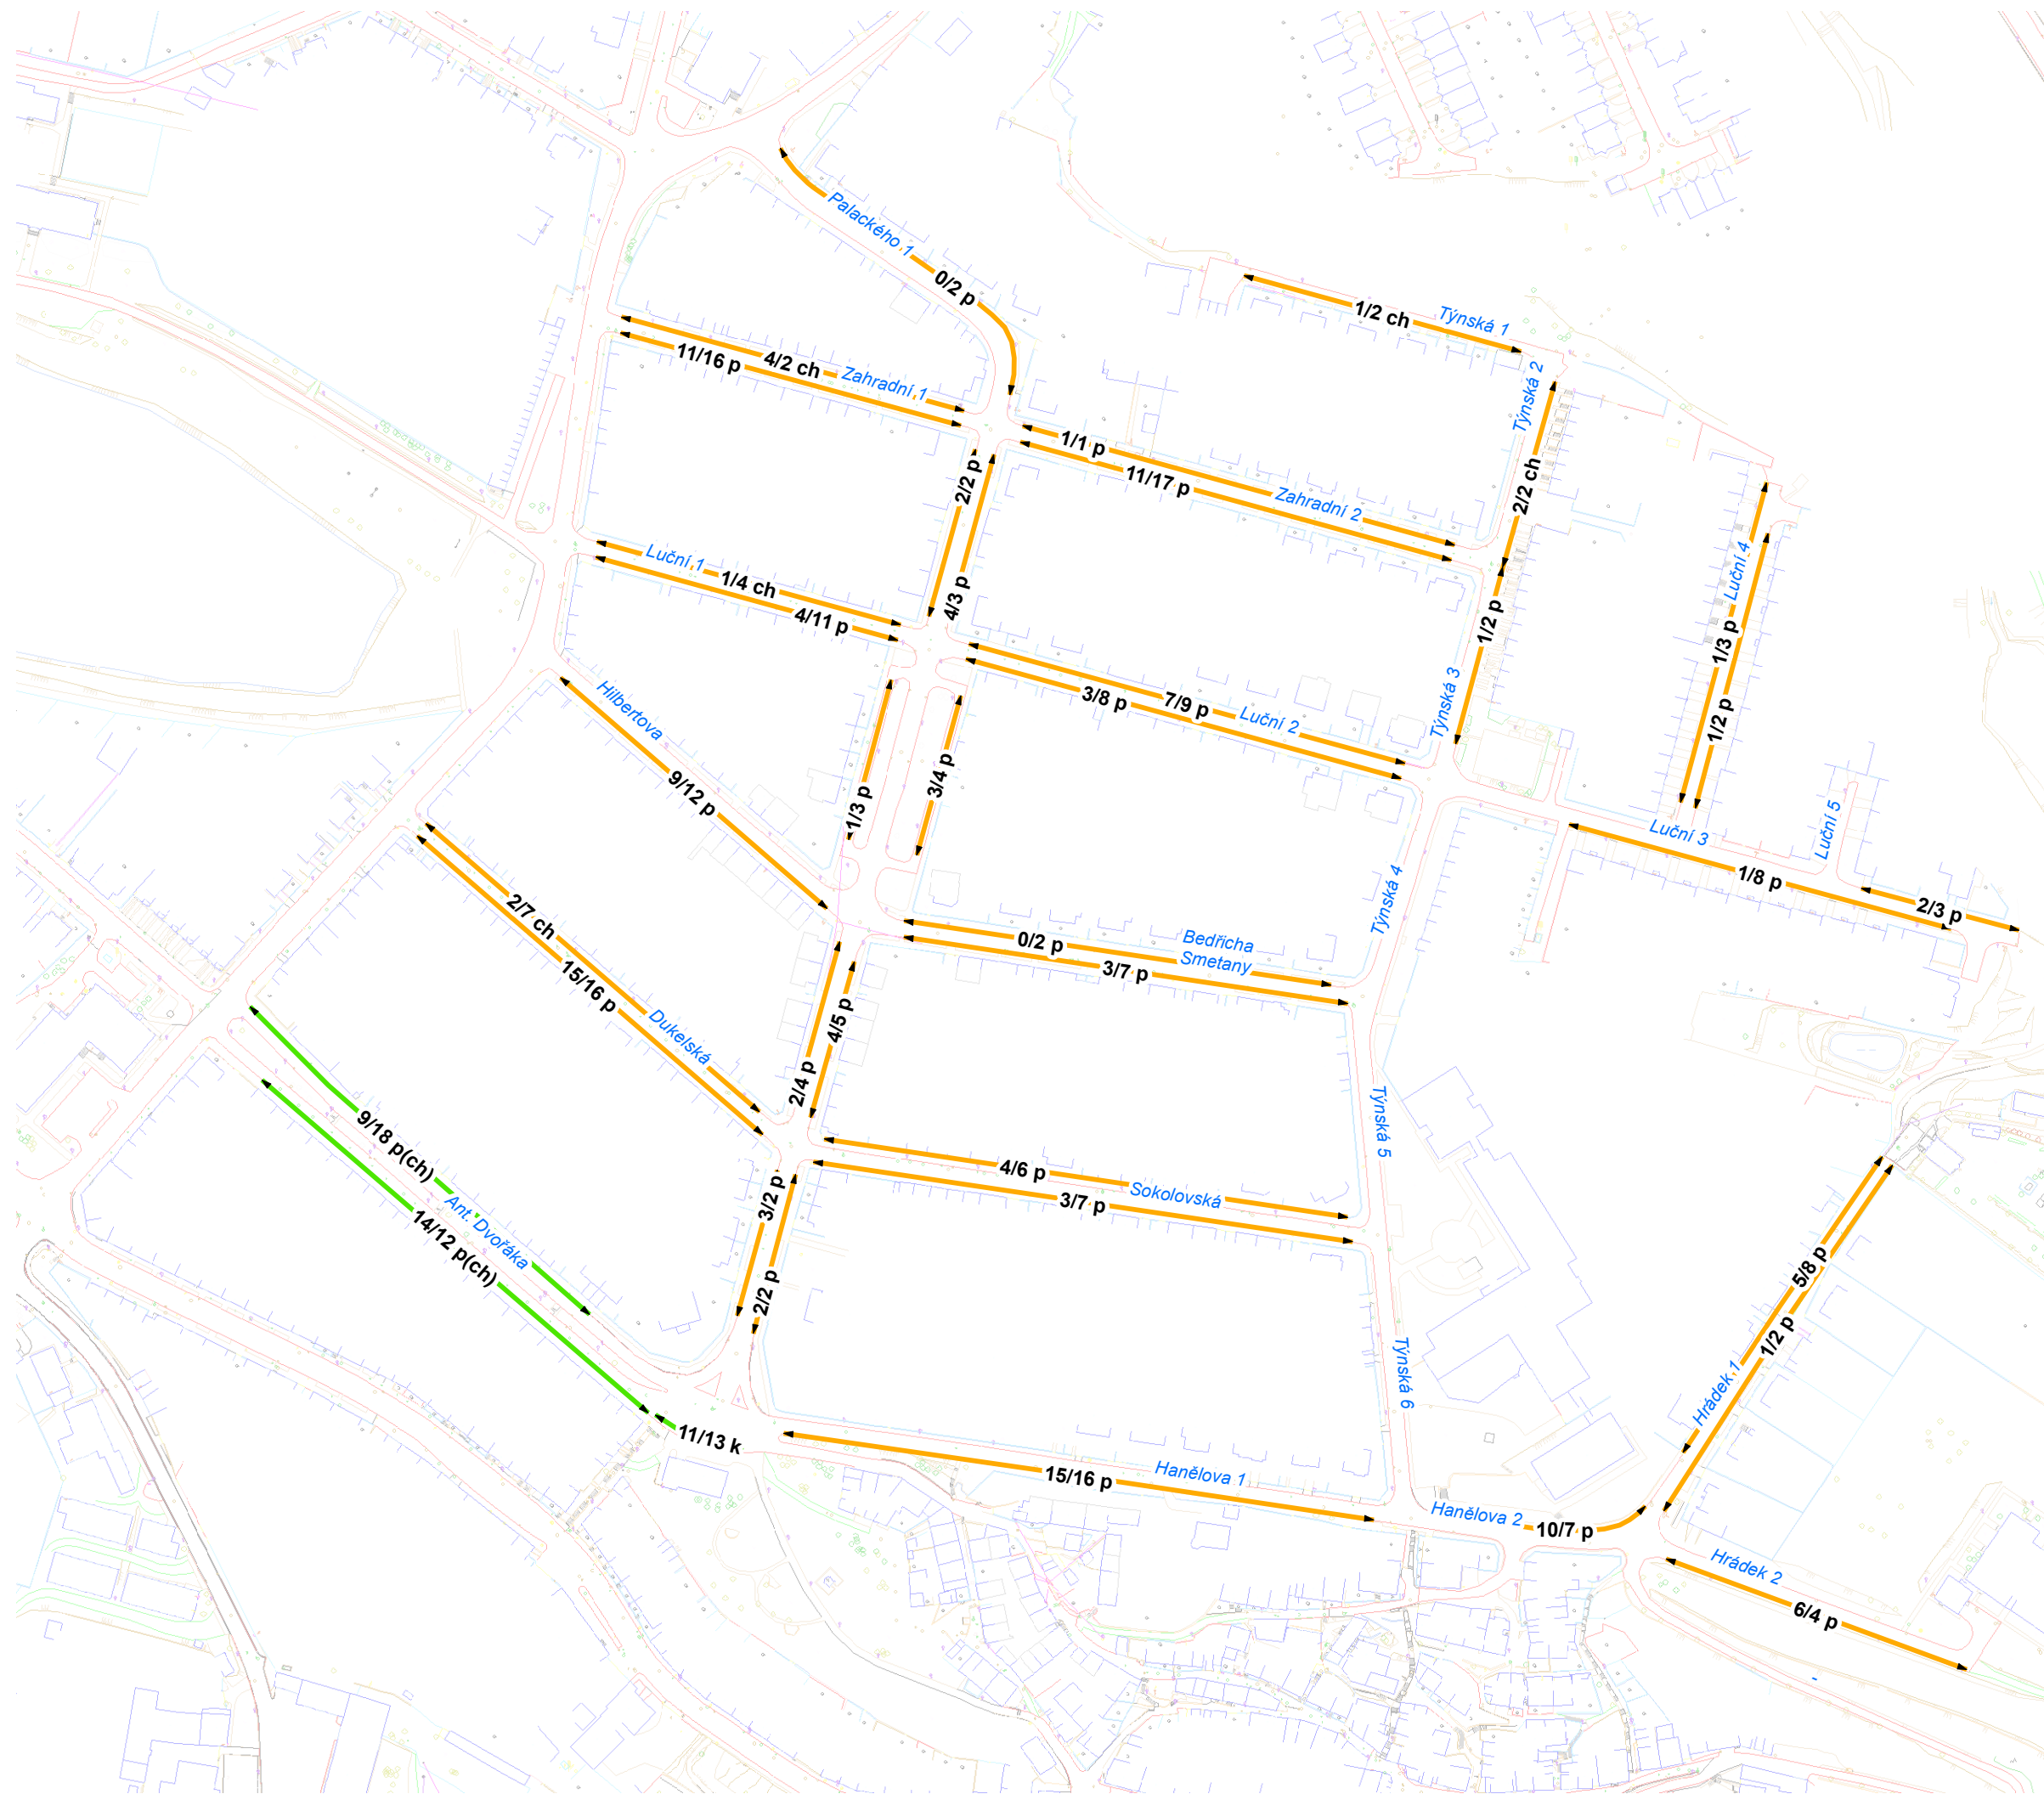 Palackého 1
0/2 p
1/2 ch
Týnská 1
4/2 ch
Zahradní 1
11/16 p
Týnská 2
1/1 p
11/17 p
Zahradní 2
2/2 p
2/2 ch
4/3 p
Luční 1
1/4 ch
4/11 p
1/2 p
Luční 4
1/3 p
1/2 p
Hilbertova
9/12 p
7/9 p
3/8 p
Luční 2
Týnská 3
1/3 p
3/4 p
Luční 3
Luční 5
1/8 p
2/3 p
Týnská 4
2/7 ch
15/16 p
Dukelská
0/2 p
Bedřicha
Smetany
3/7 p
4/5 p
2/4 p
Týnská 5
9/18 p(ch)
14/12 p(ch)
Ant. Dvořáka
4/6 p
Sokolovská
3/7 p
3/2 p
2/2 p
5/8 p
1/2 p
Hrádek 1
Týnská 6
11/13 k
15/16 p
Hanělova 1
Hanělova 2
10/7 p
Hrádek 2
6/4 p
-